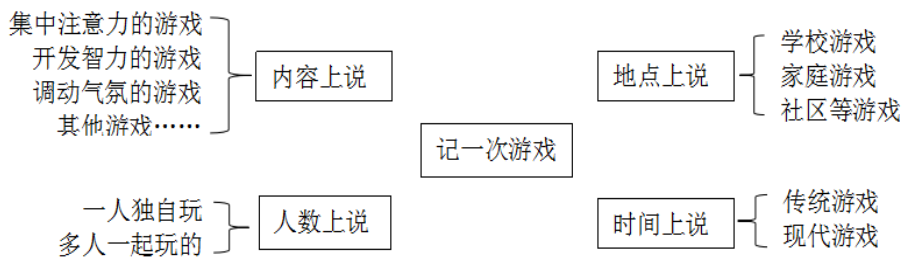 集中注意力的游戏
开发智力的游戏
调动气氛的游戏
其他游戏……
内容上说
地点上说
学校游戏
家庭游戏
社区等游戏
记一次游戏
一人独自玩
多人一起玩的
人数上说
时间上说
传统游戏
现代游戏